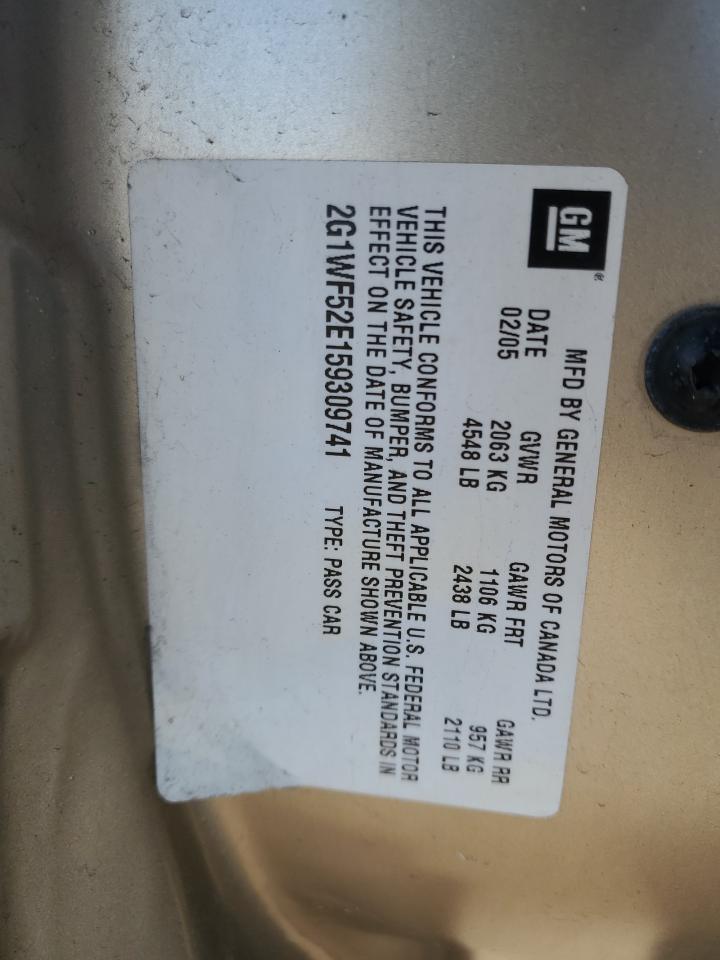 GM®
MFD BY GENERAL MOTORS OF CANADA LTD.
DATE GVWR GAWR FRT GAWR RR
02/05 2063 KG 1106 KG 957 KG
4548 LB 2438 LB 2110 LB
THIS VEHICLE CONFORMS TO ALL APPLICABLE U.S. FEDERAL MOTOR
VEHICLE SAFETY, BUMPER, AND THEFT PREVENTION STANDARDS IN
EFFECT ON THE DATE OF MANUFACTURE SHOWN ABOVE.
2G1WF52E159309741 TYPE: PASS CAR